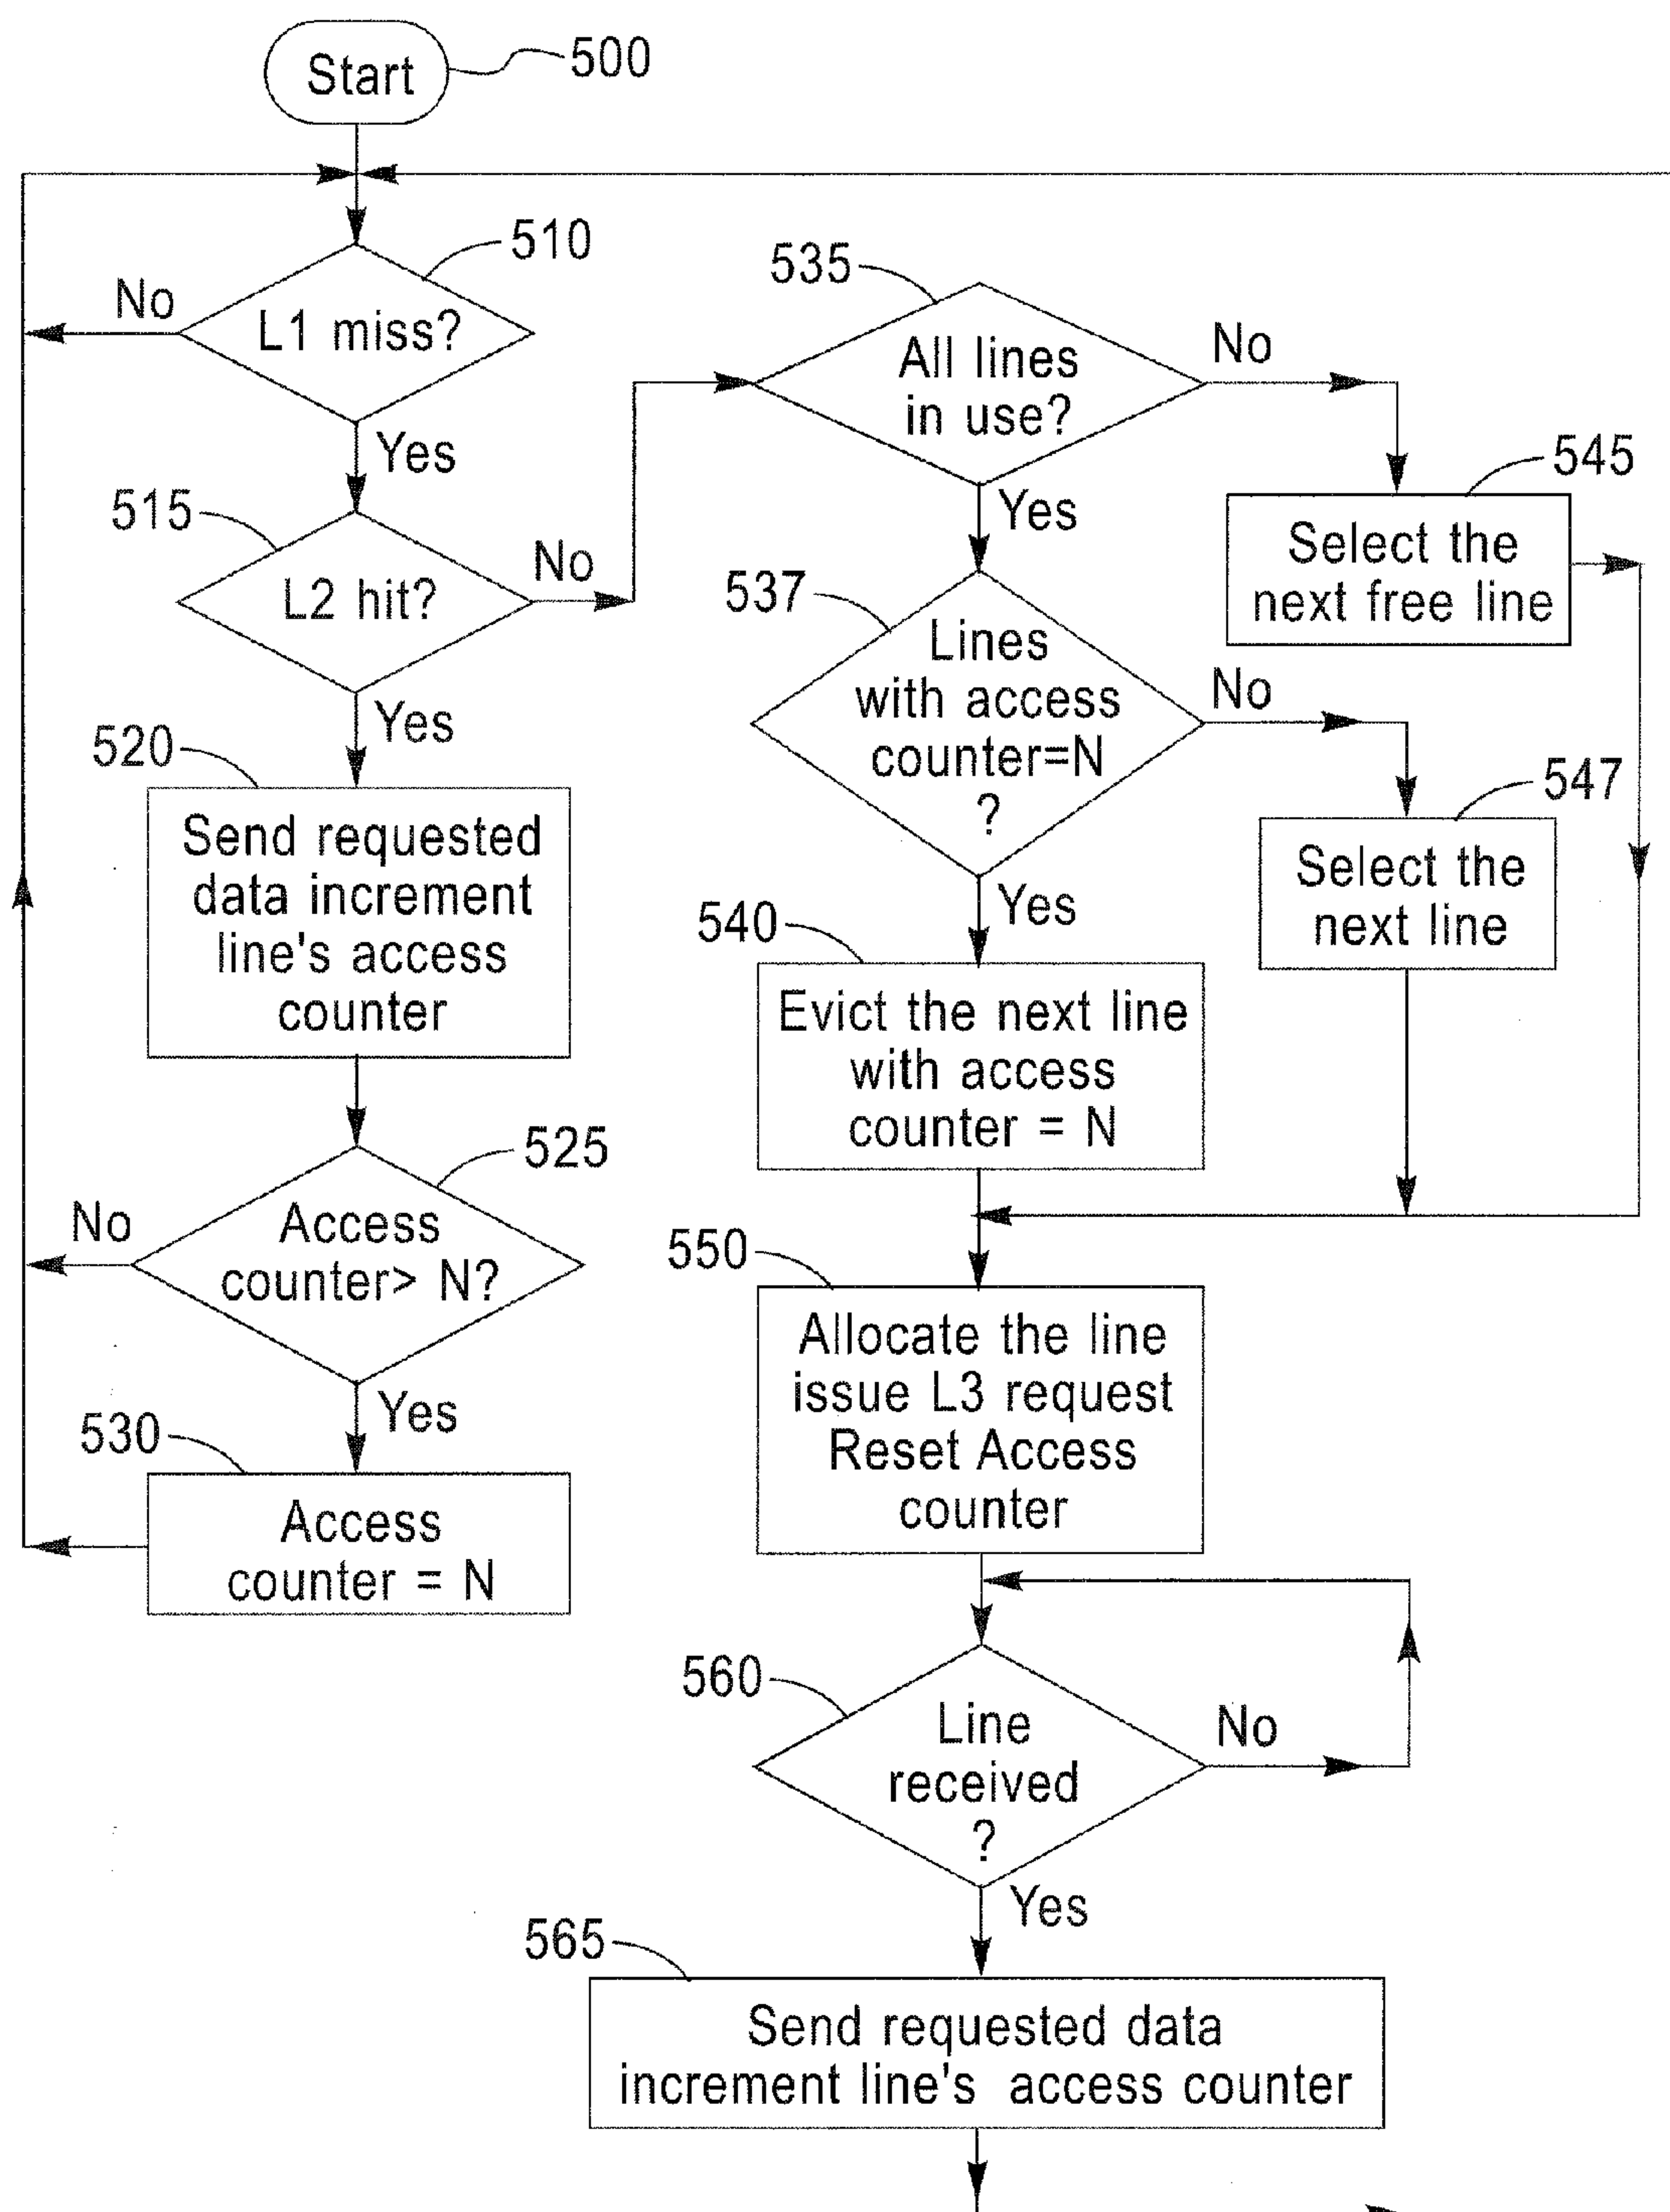 Start
500
510
L1 miss?
No
Yes
515
L2 hit?
No
Yes
520
Send requested
data increment
line's access
counter
525
Access
counter> N?
No
Yes
530
Access
counter = N
535
All lines
in use?
No
Yes
545
Select the
next free line
537
Lines
with access
counter=N
?
No
Yes
547
Select the
next line
540
Evict the next line
with access
counter = N
550
Allocate the line
issue L3 request
Reset Access
counter
560
Line
received
?
No
Yes
565
Send requested data
increment line's access counter